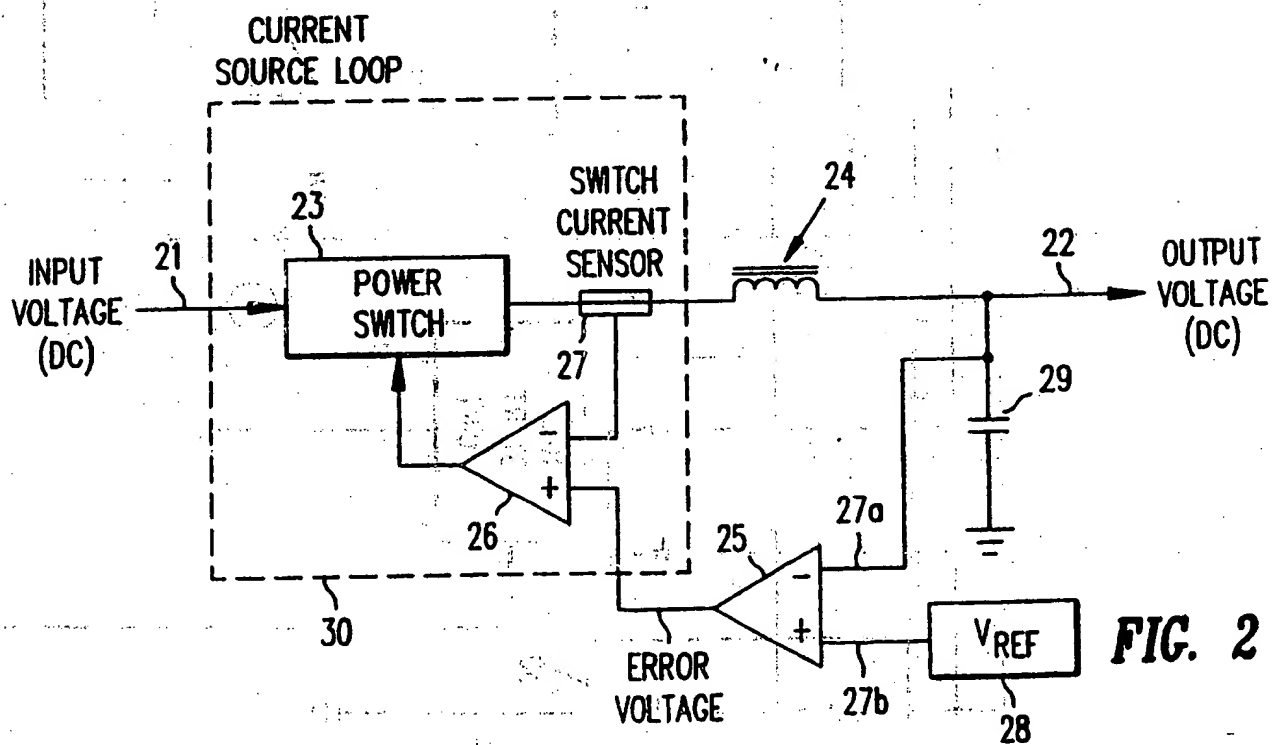 CURRENT
SOURCE LOOP
SWITCH
CURRENT
SENSOR
24
23
21
INPUT
VOLTAGE
(DC)
POWER
SWITCH
27
22
OUTPUT
VOLTAGE
(DC)
29
-
+
26
27a
25
-
+
30
ERROR
VOLTAGE
27b
VREF
28
FIG. 2